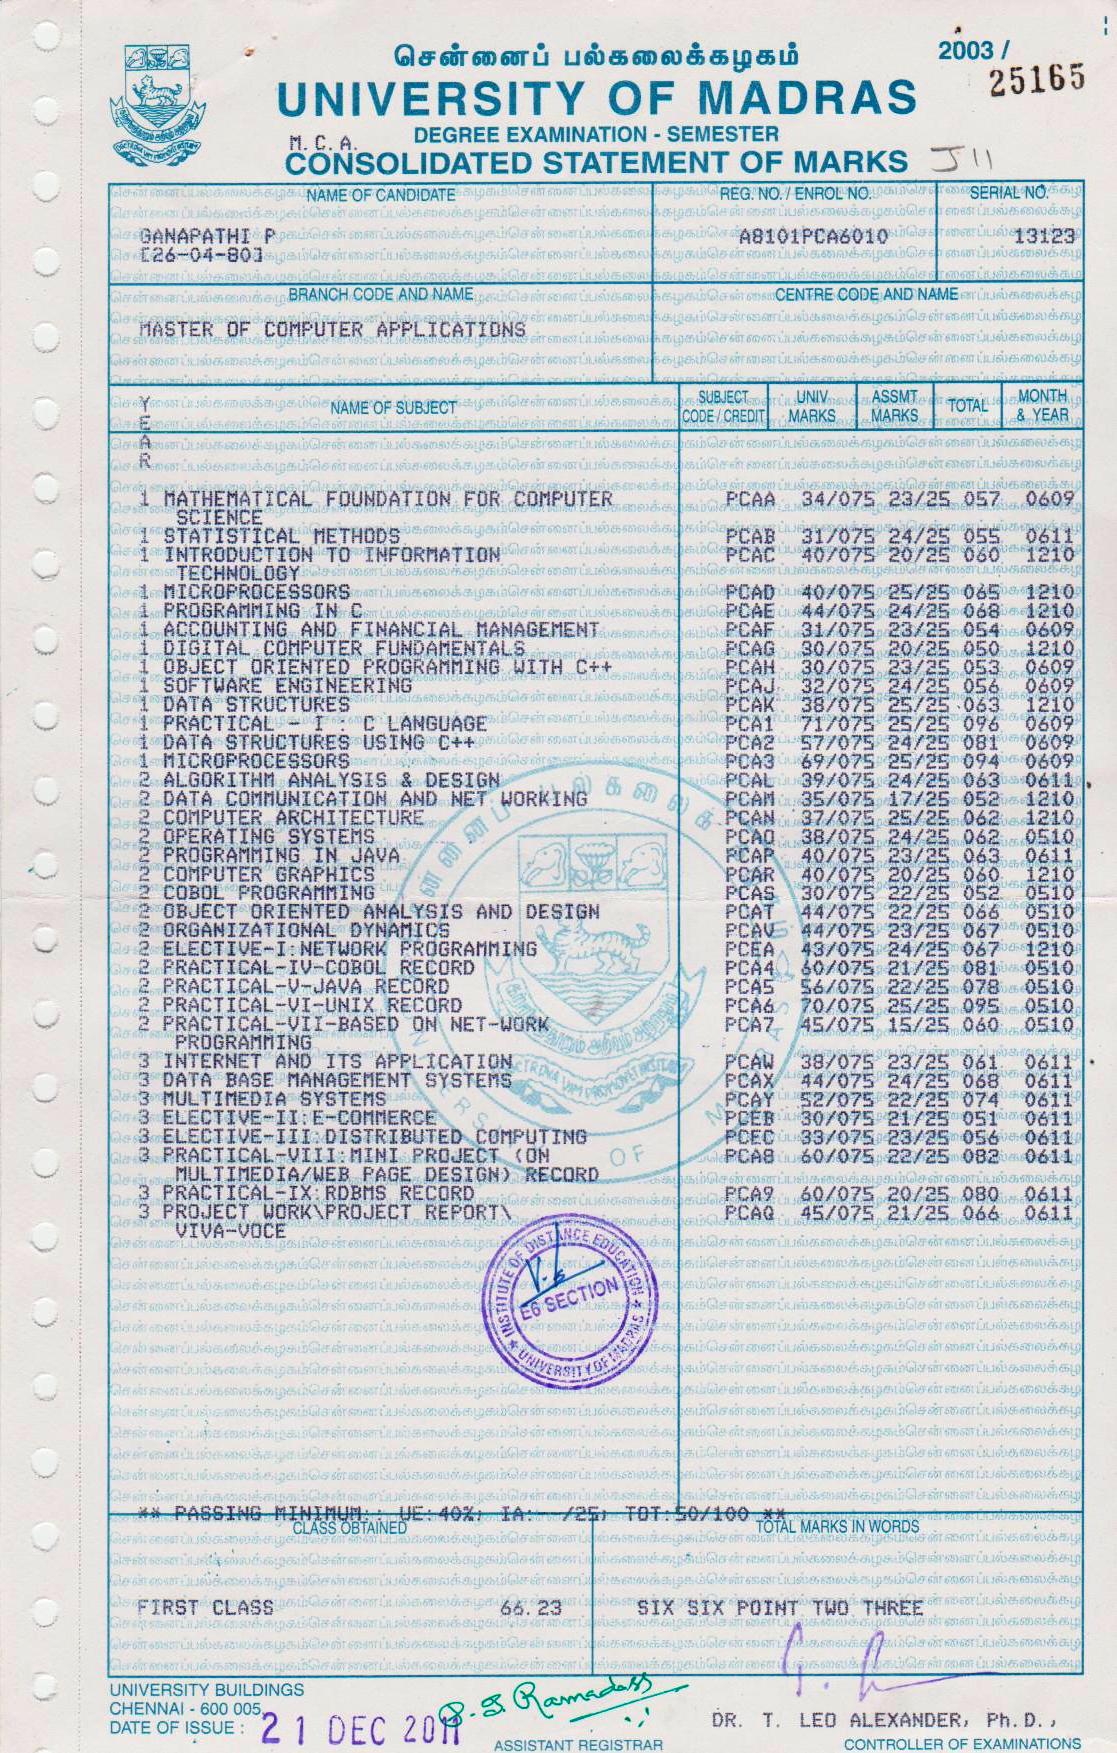 சென்னைப் பல்கலைக்கழகம்
2003 /
25165
UNIVERSITY OF MADRAS
DEGREE EXAMINATION - SEMESTER
M.C.A.
CONSOLIDATED STATEMENT OF MARKS
J11
NAME OF CANDIDATE REG. NO. / ENROL NO. SERIAL NO.
GANAPATHI P A8101PCA6010 13123
[26-04-80]
BRANCH CODE AND NAME CENTRE CODE AND NAME
MASTER OF COMPUTER APPLICATIONS
YEAR NAME OF SUBJECT SUBJECT CODE / CREDIT UNIV MARKS ASSMT MARKS TOTAL MONTH & YEAR
1 MATHEMATICAL FOUNDATION FOR COMPUTER PCAA 34/075 23/25 057 0609
SCIENCE
1 STATISTICAL METHODS PCAB 31/075 24/25 055 0611
1 INTRODUCTION TO INFORMATION PCAC 40/075 20/25 060 1210
TECHNOLOGY
1 MICROPROCESSORS PCAD 40/075 25/25 065 1210
1 PROGRAMMING IN C PCAE 44/075 24/25 068 1210
1 ACCOUNTING AND FINANCIAL MANAGEMENT PCAF 31/075 23/25 054 0609
1 DIGITAL COMPUTER FUNDAMENTALS PCAG 30/075 20/25 050 1210
1 OBJECT ORIENTED PROGRAMMING WITH C++ PCAH 30/075 23/25 053 0609
1 SOFTWARE ENGINEERING PCAJ 32/075 24/25 056 0609
1 DATA STRUCTURES PCAK 38/075 25/25 063 1210
1 PRACTICAL - I : C LANGUAGE PCA1 71/075 25/25 096 0609
1 DATA STRUCTURES USING C++ PCA2 57/075 24/25 081 0609
1 MICROPROCESSORS PCA3 69/075 25/25 094 0609
2 ALGORITHM ANALYSIS & DESIGN PCAL 39/075 24/25 063 0611
2 DATA COMMUNICATION AND NET WORKING PCAM 35/075 17/25 052 1210
2 COMPUTER ARCHITECTURE PCAN 37/075 25/25 062 1210
2 OPERATING SYSTEMS PCAO 38/075 24/25 062 0510
2 PROGRAMMING IN JAVA PCAP 40/075 23/25 063 0611
2 COMPUTER GRAPHICS PCAR 40/075 20/25 060 1210
2 COBOL PROGRAMMING PCAS 30/075 22/25 052 0510
2 OBJECT ORIENTED ANALYSIS AND DESIGN PCAT 44/075 22/25 066 0510
2 ORGANIZATIONAL DYNAMICS PCAV 44/075 23/25 067 0510
2 ELECTIVE-I:NETWORK PROGRAMMING PCEA 43/075 24/25 067 1210
2 PRACTICAL-IV-COBOL RECORD PCA4 60/075 21/25 081 0510
2 PRACTICAL-V-JAVA RECORD PCA5 56/075 22/25 078 0510
2 PRACTICAL-VI-UNIX RECORD PCA6 70/075 25/25 095 0510
2 PRACTICAL-VII-BASED ON NET-WORK PCA7 45/075 15/25 060 0510
PROGRAMMING
3 INTERNET AND ITS APPLICATION PCAW 38/075 23/25 061 0611
3 DATA BASE MANAGEMENT SYSTEMS PCAX 44/075 24/25 068 0611
3 MULTIMEDIA SYSTEMS PCAY 52/075 22/25 074 0611
3 ELECTIVE-II:E-COMMERCE PCEB 30/075 21/25 051 0611
3 ELECTIVE-III:DISTRIBUTED COMPUTING PCEC 33/075 23/25 056 0611
3 PRACTICAL-VIII:MINI PROJECT (ON PCA8 60/075 22/25 082 0611
MULTIMEDIA/WEB PAGE DESIGN) RECORD
3 PRACTICAL-IX:RDBMS RECORD PCA9 60/075 20/25 080 0611
3 PROJECT WORK\PROJECT REPORT\ PCAQ 45/075 21/25 066 0611
VIVA-VOCE
INSTITUTE OF DISTANCE EDUCATION
E6 SECTION
UNIVERSITY OF MADRAS
** PASSING MINIMUM: UE:40%; IA:--/25; TOT:50/100 **
CLASS OBTAINED TOTAL MARKS IN WORDS
FIRST CLASS 66.23 SIX SIX POINT TWO THREE
UNIVERSITY BUILDINGS
CHENNAI - 600 005.
DATE OF ISSUE : 21 DEC 2011
DR. T. LEO ALEXANDER, Ph.D.,
ASSISTANT REGISTRAR CONTROLLER OF EXAMINATIONS